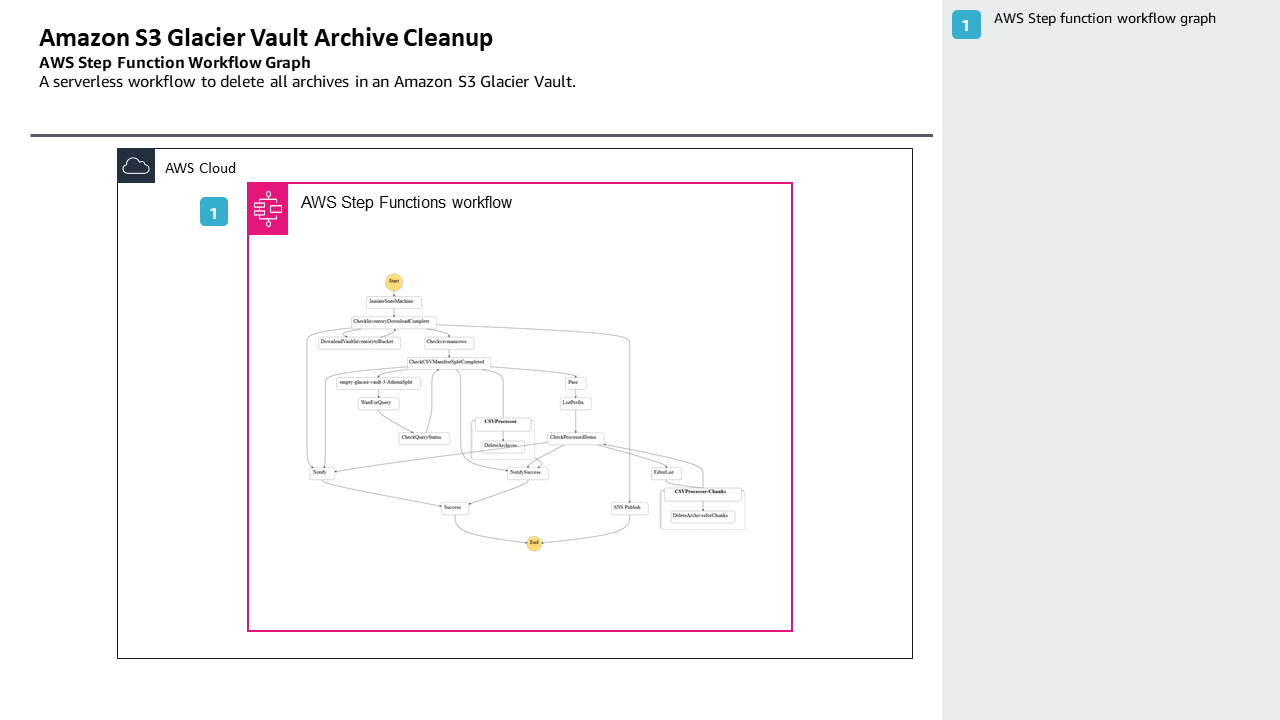 Amazon S3 Glacier Vault Archive Cleanup
AWS Step Function Workflow Graph
A serverless workflow to delete all archives in an Amazon S3 Glacier Vault.
1
AWS Step function workflow graph
AWS Cloud
1
AWS Step Functions workflow
Start
CheckInventoryDownloadComplete
DownloadVaultInventorytoBucket
CheckCSVManifestSplitCompleted
empty-glacier-vault-3-AthenaSplit
Pass
WaitForQuery
ListPrefix
CSVProcessor
CheckQueryStatus
CheckProcessedItems
DeleteArchives
Notify
NotifySuccess
FilterList
CSVProcessor-Chunks
Success
SNS Publish
DeleteArchivesforChunks
End